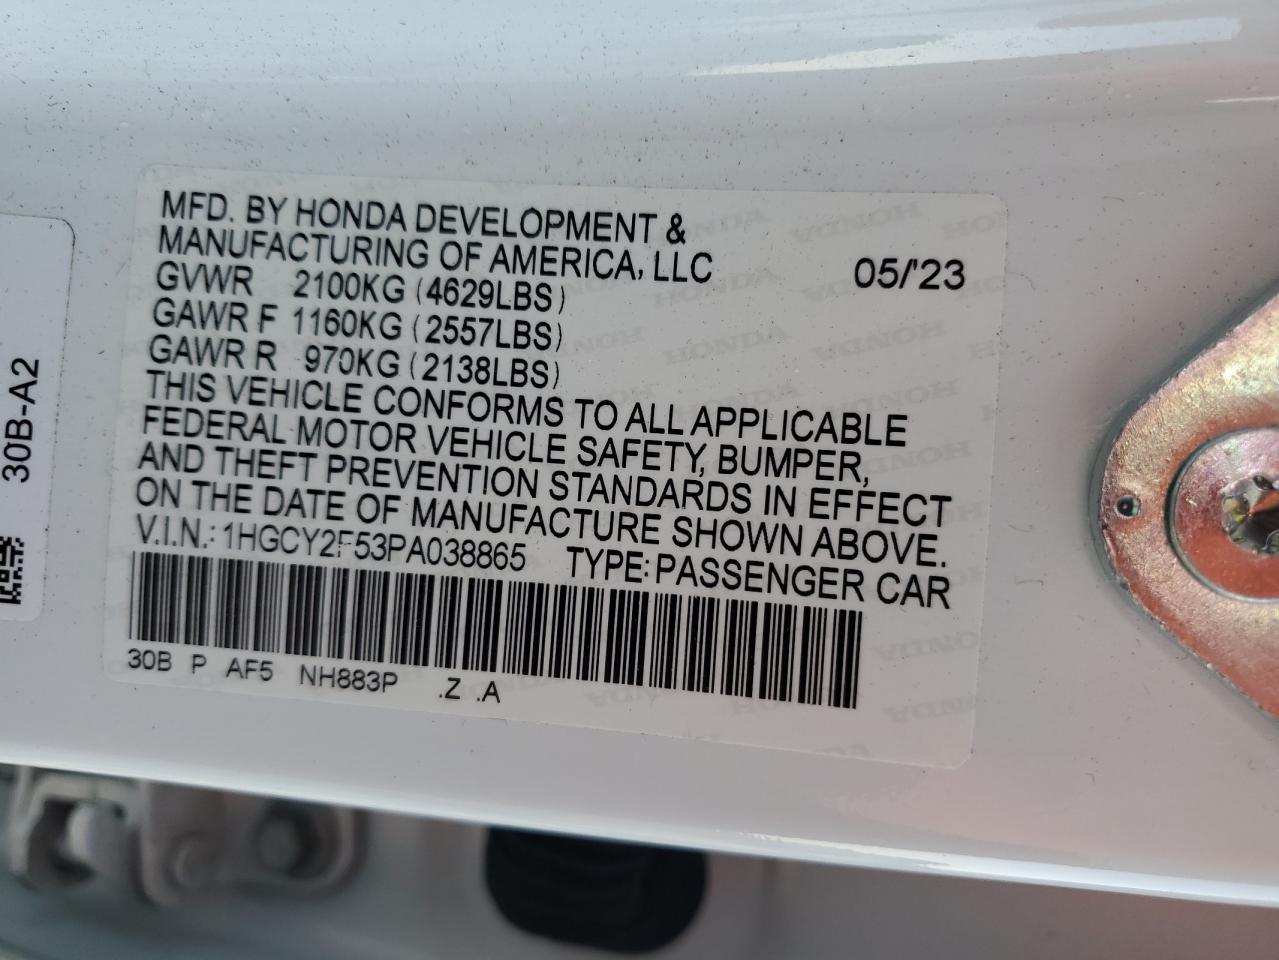 MFD. BY HONDA DEVELOPMENT &
MANUFACTURING OF AMERICA, LLC 05/'23
GVWR 2100KG (4629LBS)
GAWR F 1160KG (2557LBS)
GAWR R 970KG (2138LBS)
THIS VEHICLE CONFORMS TO ALL APPLICABLE
FEDERAL MOTOR VEHICLE SAFETY, BUMPER,
AND THEFT PREVENTION STANDARDS IN EFFECT
ON THE DATE OF MANUFACTURE SHOWN ABOVE.
V.I.N.: 1HGCY2F53PA038865 TYPE: PASSENGER CAR
30B P AF5 NH883P .Z .A
30B-A2
HONDA